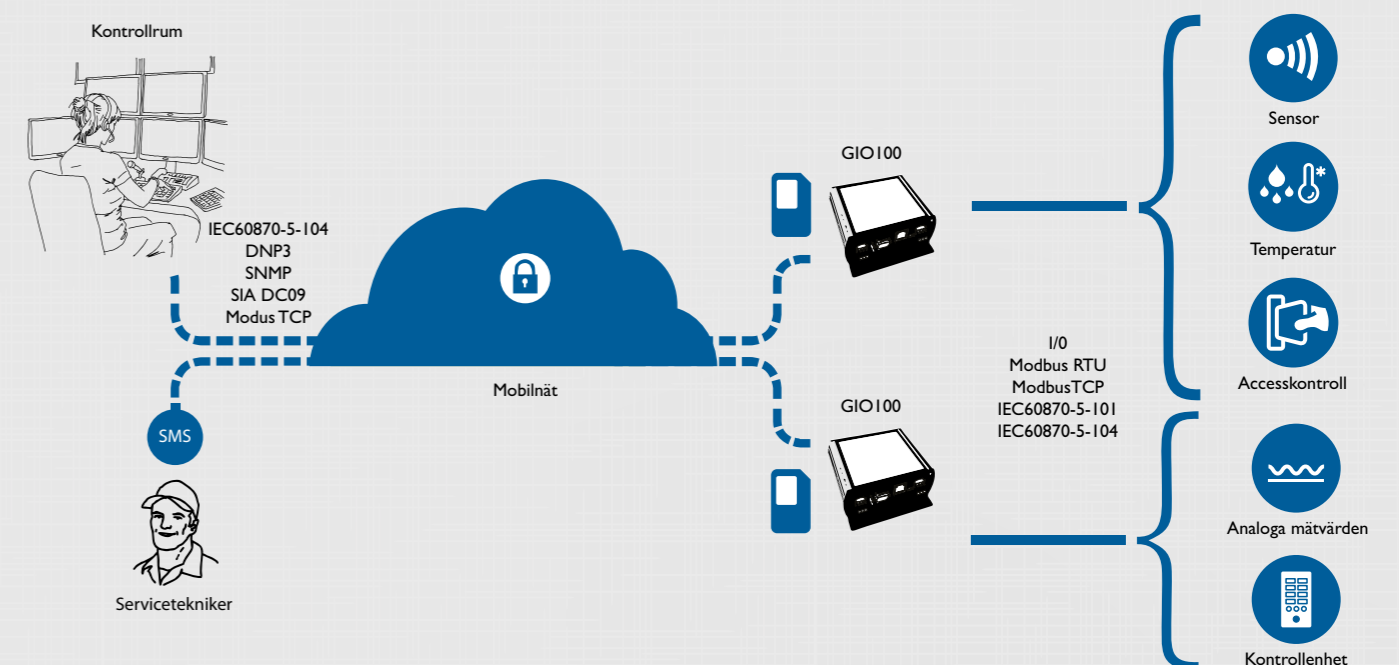 Kontrollrum
IEC60870-5-104
DNP3
SNMP
SIA DC09
Modus TCP
SMS
Servicetekniker
Mobilnät
GIO100
GIO100
I/0
Modbus RTU
ModbusTCP
IEC60870-5-101
IEC60870-5-104
Sensor
Temperatur
Accesskontroll
Analoga mätvärden
Kontrollenhet